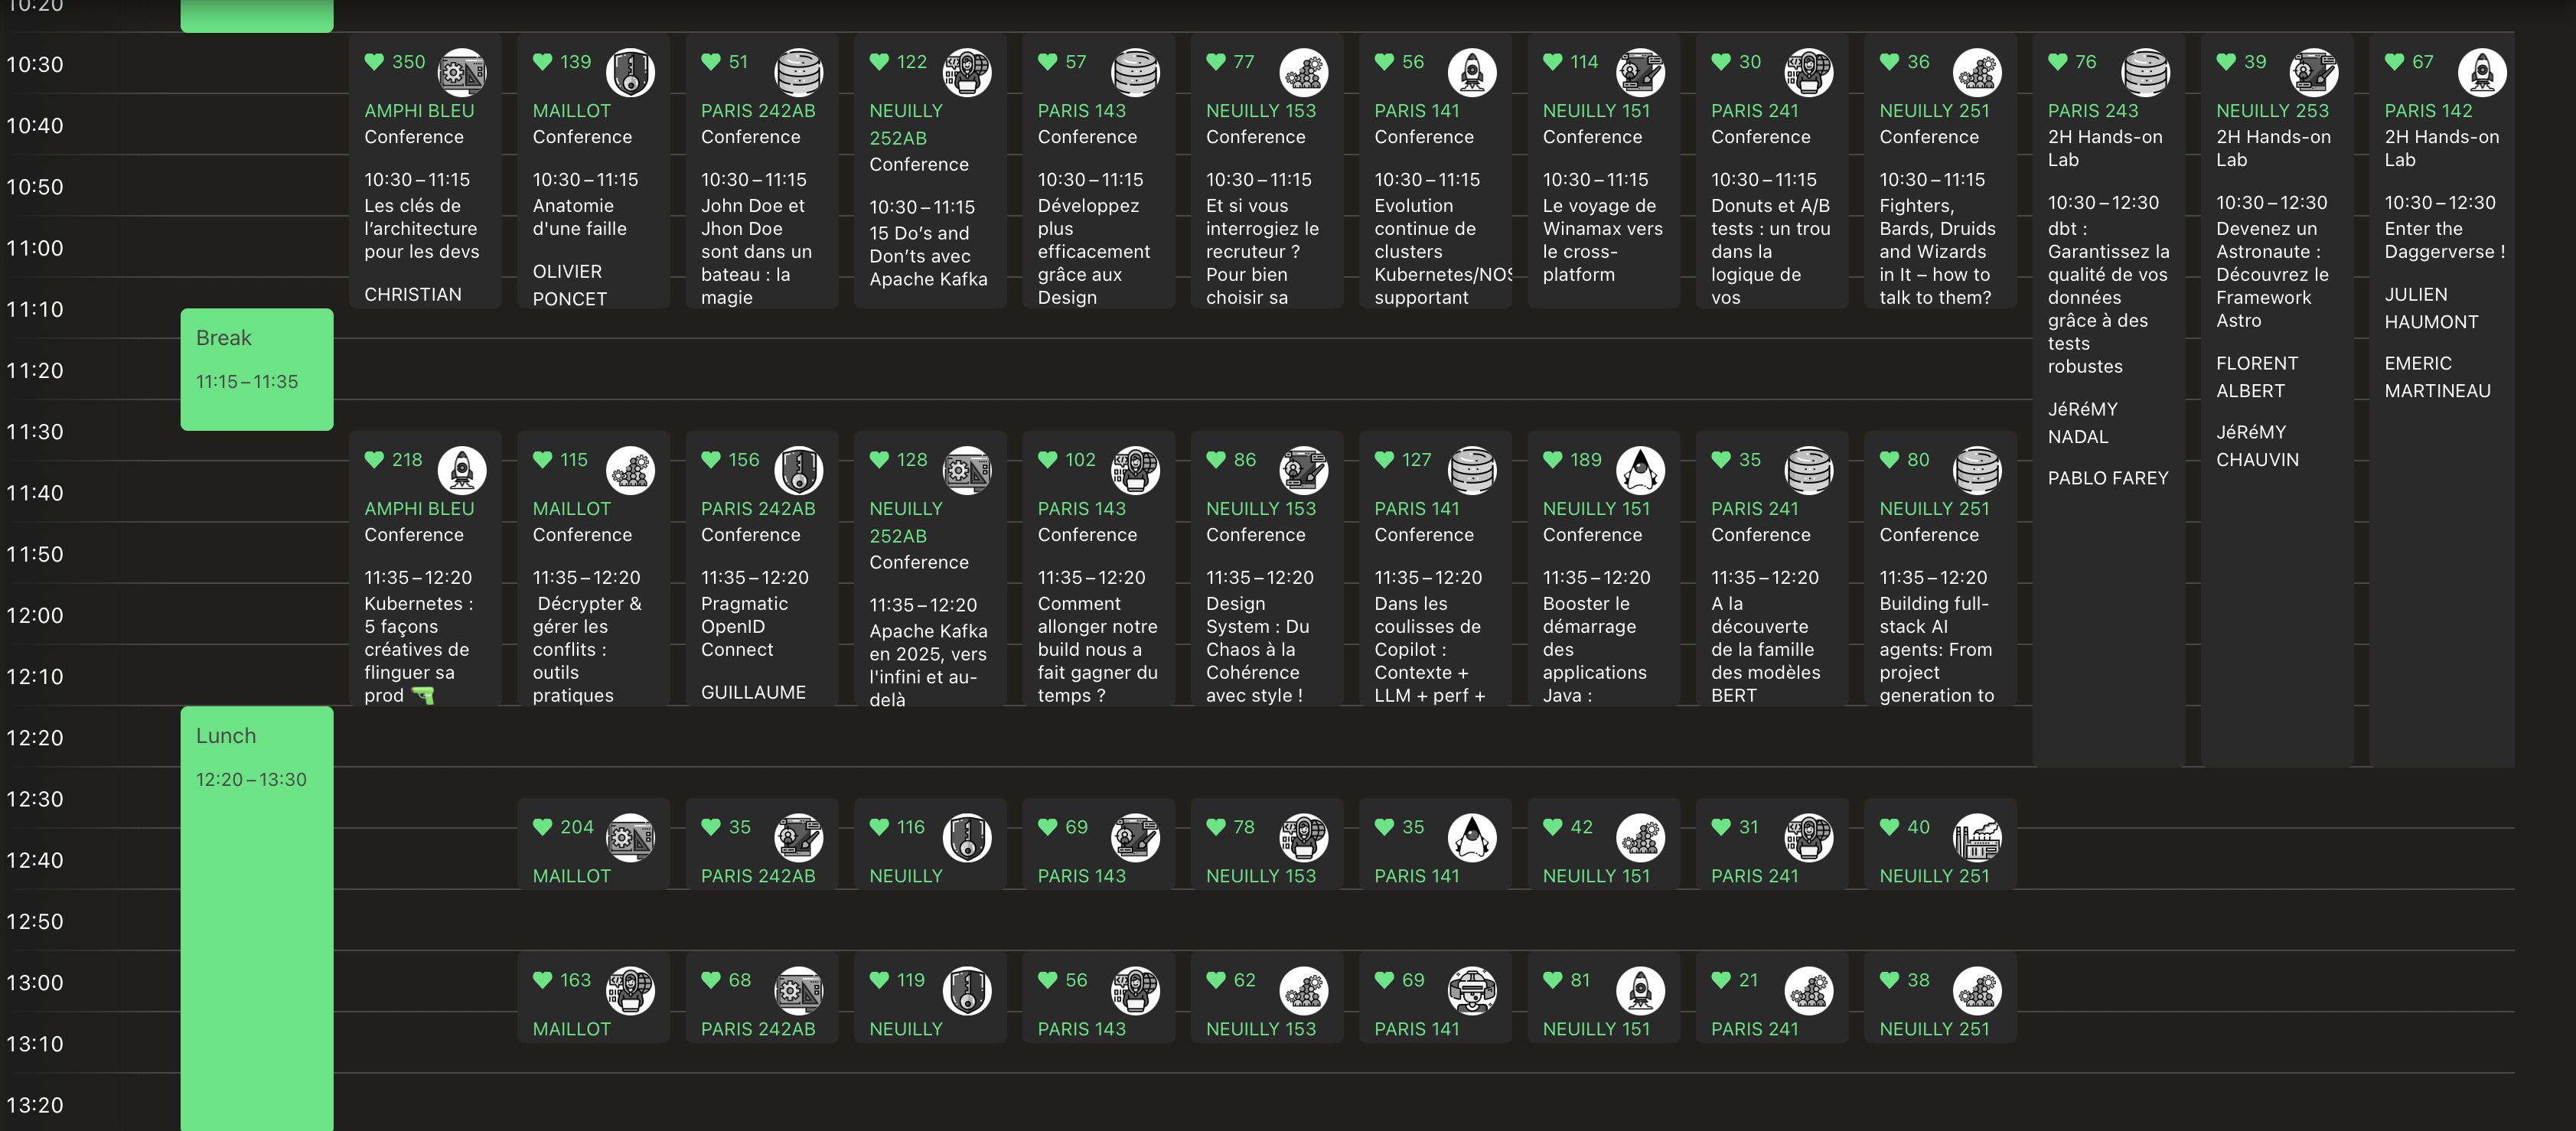 10:20
10:30
10:40
10:50
11:00
11:10
11:20
11:30
11:40
11:50
12:00
12:10
12:20
12:30
12:40
12:50
13:00
13:10
13:20
Break
11:15 – 11:35
Lunch
12:20 – 13:30
350
AMPHI BLEU
Conference
10:30 – 11:15
Les clés de
l’architecture
pour les devs
CHRISTIAN
139
MAILLOT
Conference
10:30 – 11:15
Anatomie
d'une faille
OLIVIER
PONCET
51
PARIS 242AB
Conference
10:30 – 11:15
John Doe et
Jhon Doe
sont dans un
bateau : la
magie
122
NEUILLY
252AB
Conference
10:30 – 11:15
15 Do’s and
Don’ts avec
Apache Kafka
57
PARIS 143
Conference
10:30 – 11:15
Développez
plus
efficacement
grâce aux
Design
77
NEUILLY 153
Conference
10:30 – 11:15
Et si vous
interrogiez le
recruteur ?
Pour bien
choisir sa
56
PARIS 141
Conference
10:30 – 11:15
Evolution
continue de
clusters
Kubernetes/NOS
supportant
114
NEUILLY 151
Conference
10:30 – 11:15
Le voyage de
Winamax vers
le cross-
platform
30
PARIS 241
Conference
10:30 – 11:15
Donuts et A/B
tests : un trou
dans la
logique de
vos
36
NEUILLY 251
Conference
10:30 – 11:15
Fighters,
Bards, Druids
and Wizards
in It – how to
talk to them?
76
PARIS 243
2H Hands-on
Lab
10:30 – 12:30
dbt :
Garantissez la
qualité de vos
données
grâce à des
tests
robustes
JéRéMY
NADAL
PABLO FAREY
39
NEUILLY 253
2H Hands-on
Lab
10:30 – 12:30
Devenez un
Astronaute :
Découvrez le
Framework
Astro
FLORENT
ALBERT
JéRéMY
CHAUVIN
67
PARIS 142
2H Hands-on
Lab
10:30 – 12:30
Enter the
Daggerverse !
JULIEN
HAUMONT
EMERIC
MARTINEAU
218
AMPHI BLEU
Conference
11:35 – 12:20
Kubernetes :
5 façons
créatives de
flinguer sa
prod 🔫
115
MAILLOT
Conference
11:35 – 12:20
Décrypter &
gérer les
conflits :
outils
pratiques
156
PARIS 242AB
Conference
11:35 – 12:20
Pragmatic
OpenID
Connect
GUILLAUME
128
NEUILLY
252AB
Conference
11:35 – 12:20
Apache Kafka
en 2025, vers
l'infini et au-
delà
102
PARIS 143
Conference
11:35 – 12:20
Comment
allonger notre
build nous a
fait gagner du
temps ?
86
NEUILLY 153
Conference
11:35 – 12:20
Design
System : Du
Chaos à la
Cohérence
avec style !
127
PARIS 141
Conference
11:35 – 12:20
Dans les
coulisses de
Copilot :
Contexte +
LLM + perf +
189
NEUILLY 151
Conference
11:35 – 12:20
Booster le
démarrage
des
applications
Java :
35
PARIS 241
Conference
11:35 – 12:20
A la
découverte
de la famille
des modèles
BERT
80
NEUILLY 251
Conference
11:35 – 12:20
Building full-
stack AI
agents: From
project
generation to
204
MAILLOT
35
PARIS 242AB
116
NEUILLY
69
PARIS 143
78
NEUILLY 153
35
PARIS 141
42
NEUILLY 151
31
PARIS 241
40
NEUILLY 251
163
MAILLOT
68
PARIS 242AB
119
NEUILLY
56
PARIS 143
62
NEUILLY 153
69
PARIS 141
81
NEUILLY 151
21
PARIS 241
38
NEUILLY 251